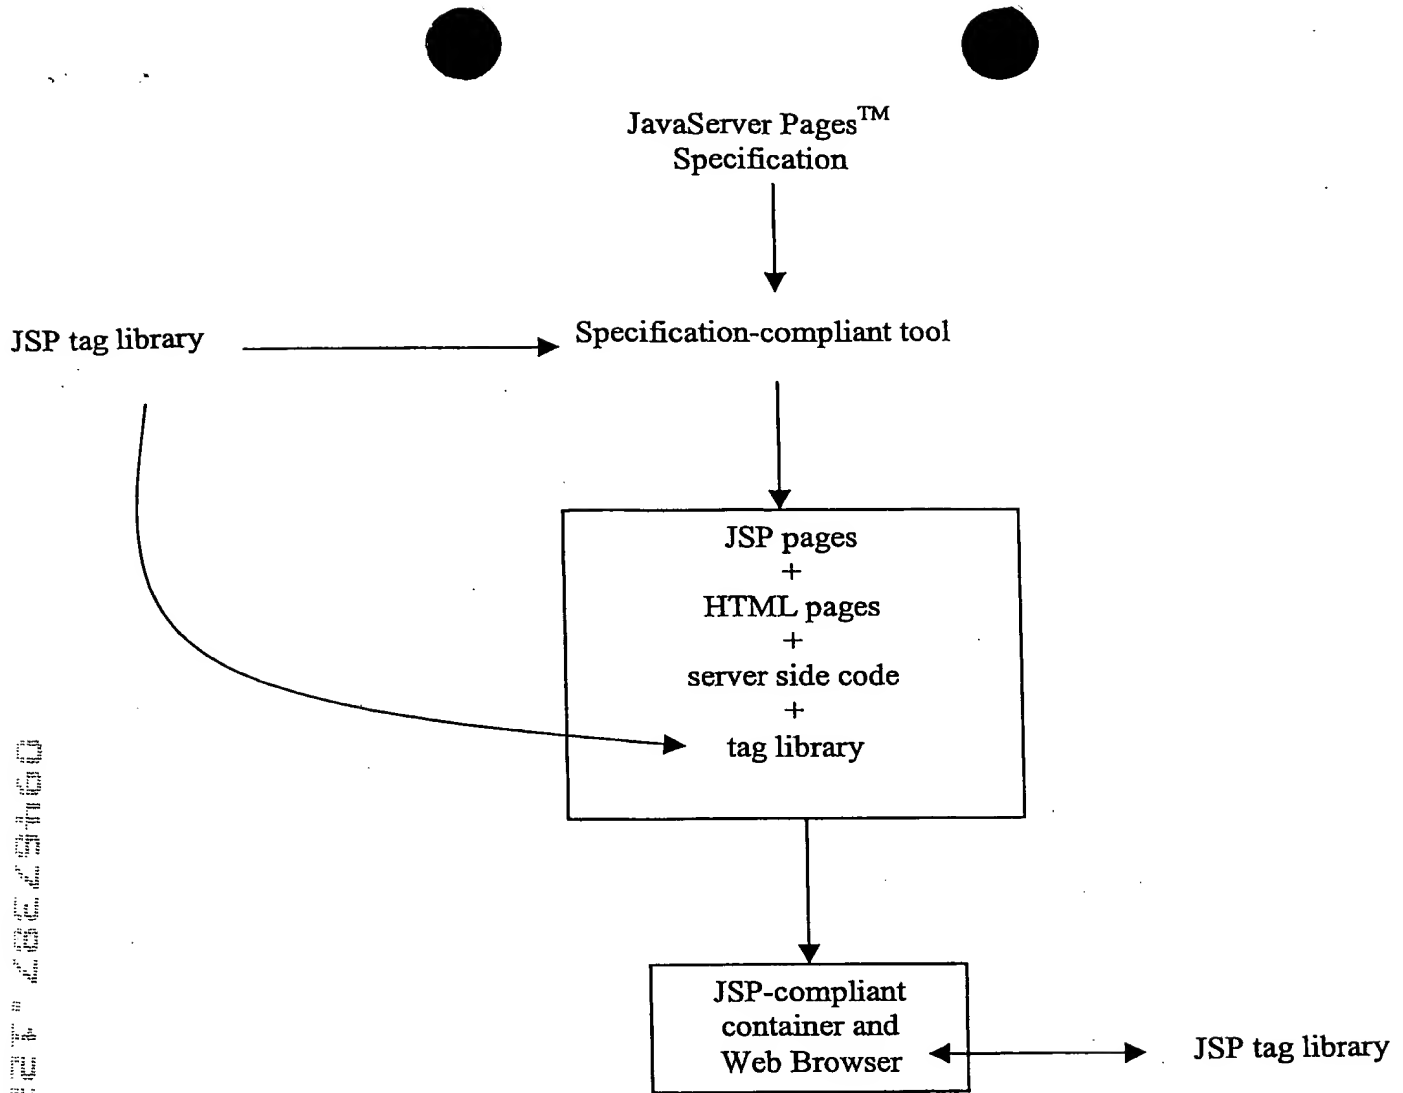 JavaServer Pages™
Specification
JSP tag library
Specification-compliant tool
JSP pages
+
HTML pages
+
server side code
+
tag library
JSP-compliant
container and
Web Browser
JSP tag library